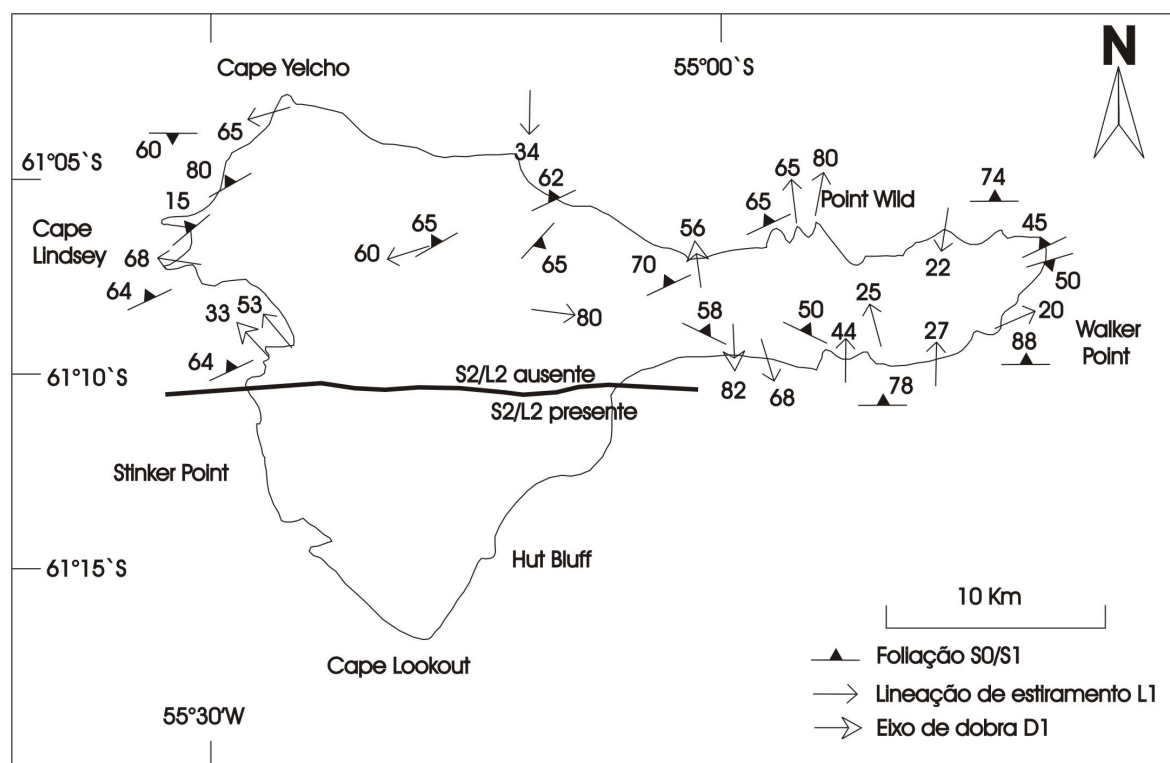 N
Cape Yelcho
55°00`S
65
34
60
61°05`S
80
62
65
80
74
15
65
Point Wild
65
45
Cape
Lindsey
68
60
65
56
22
50
70
64
33
53
80
58
50
25
20
44
27
Walker
Point
88
64
61°10`S
S2/L2 ausente
82
68
78
S2/L2 presente
Stinker Point
Hut Bluff
61°15`S
10 Km
Cape Lookout
Foliação S0/S1
Lineação de estiramento L1
55°30'W
Eixo de dobra D1